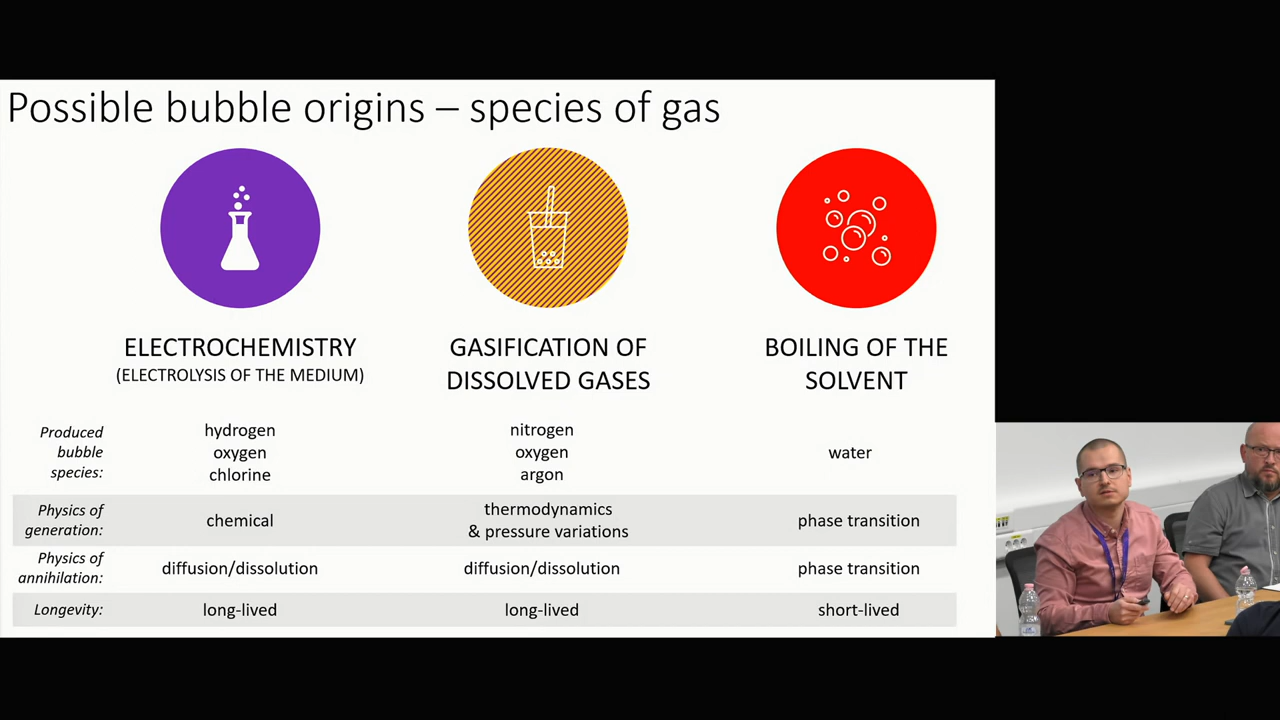 Possible bubble origins – species of gas
ELECTROCHEMISTRY
(ELECTROLYSIS OF THE MEDIUM)
GASIFICATION OF
DISSOLVED GASES
BOILING OF THE
SOLVENT
Produced
bubble
species:
hydrogen
oxygen
chlorine
nitrogen
oxygen
argon
water
Physics of
generation:
chemical
thermodynamics
& pressure variations
phase transition
Physics of
annihilation:
diffusion/dissolution
diffusion/dissolution
phase transition
Longevity:
long-lived
long-lived
short-lived